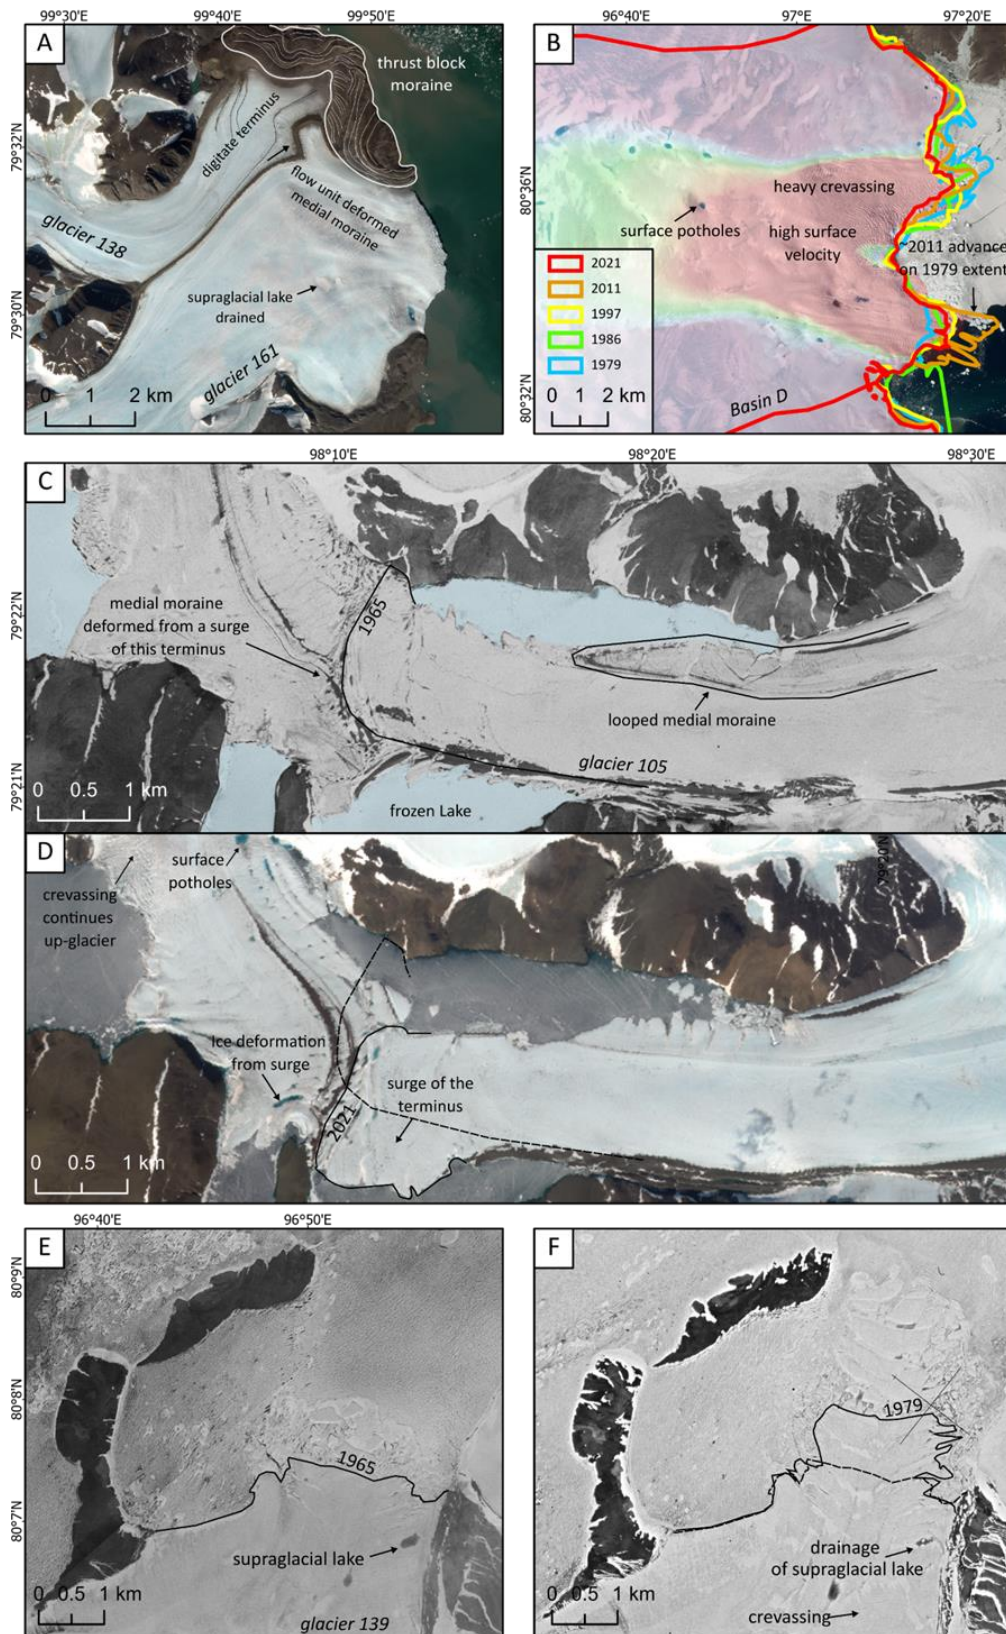 99°30'E
99°40'E
99°50'E
A
thrust block
moraine
79°32'N
digitate terminus
flow unit deformed
medial moraine
glacier 138
supraglacial lake
drained
79°30'N
glacier 161
0 1 2 km
96°40'E
97°E
97°20'E
B
80°36'N
heavy crevassing
surface potholes
high surface
velocity
~2011 advance
on 1979 extent
2021
2011
1997
1986
1979
0 1 2 km
Basin D
80°32'N
98°10'E
98°20'E
98°30'E
C
79°22'N
medial moraine
deformed from a surge
of this terminus
1965
looped medial moraine
glacier 105
79°21'N
0 0.5 1 km
frozen Lake
D
surface
potholes
79°20'N
crevassing
continues
up-glacier
Ice deformation
from surge
surge of the
terminus
2021
0 0.5 1 km
96°40'E
96°50'E
E
80°9'N
80°8'N
1965
80°7'N
supraglacial lake
0 0.5 1 km
glacier 139
F
1979
drainage
of supraglacial lake
0 0.5 1 km
crevassing